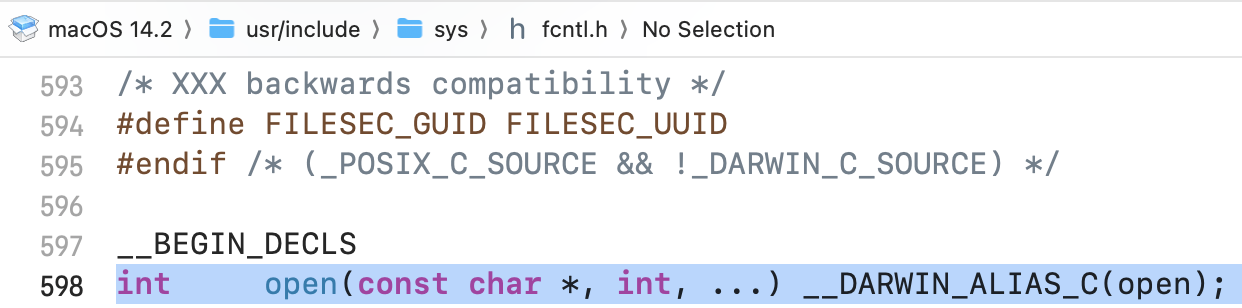 macOS 14.2 〉 usr/include 〉 sys 〉 h fcntl.h 〉 No Selection
593 /* XXX backwards compatibility */
594 #define FILESEC_GUID FILESEC_UUID
595 #endif /* (_POSIX_C_SOURCE && !_DARWIN_C_SOURCE) */
596
597 __BEGIN_DECLS
598 int     open(const char *, int, ...) __DARWIN_ALIAS_C(open);